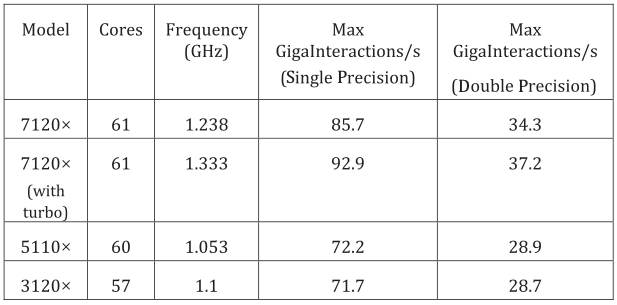 Model Cores Frequency (GHz) Max GigaInteractions/s (Single Precision) Max GigaInteractions/s (Double Precision)
7120× 61 1.238 85.7 34.3
7120× (with turbo) 61 1.333 92.9 37.2
5110× 60 1.053 72.2 28.9
3120× 57 1.1 71.7 28.7